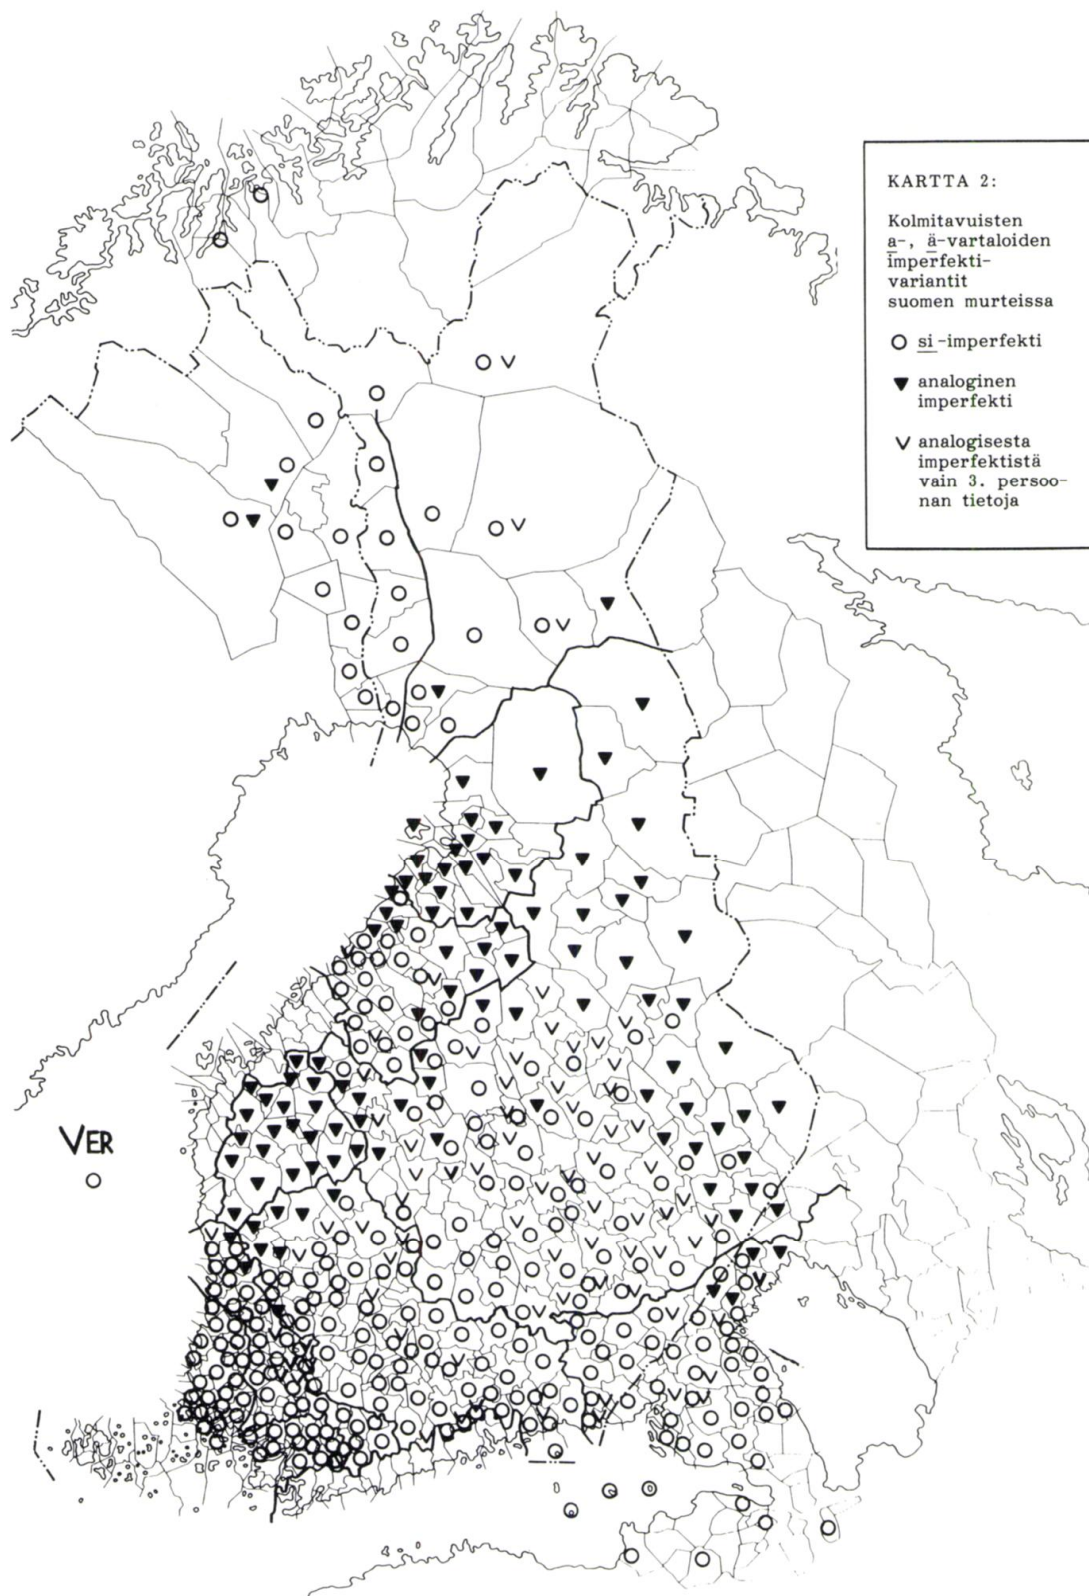 KARTTA 2:
Kolmitavuisten
a-, ä-vartaloiden
imperfekti-
variantit
suomen murteissa
si-imperfekti
analoginen
imperfekti
analogisesta
imperfektistä
vain 3. persoo-
nan tietoja
VER